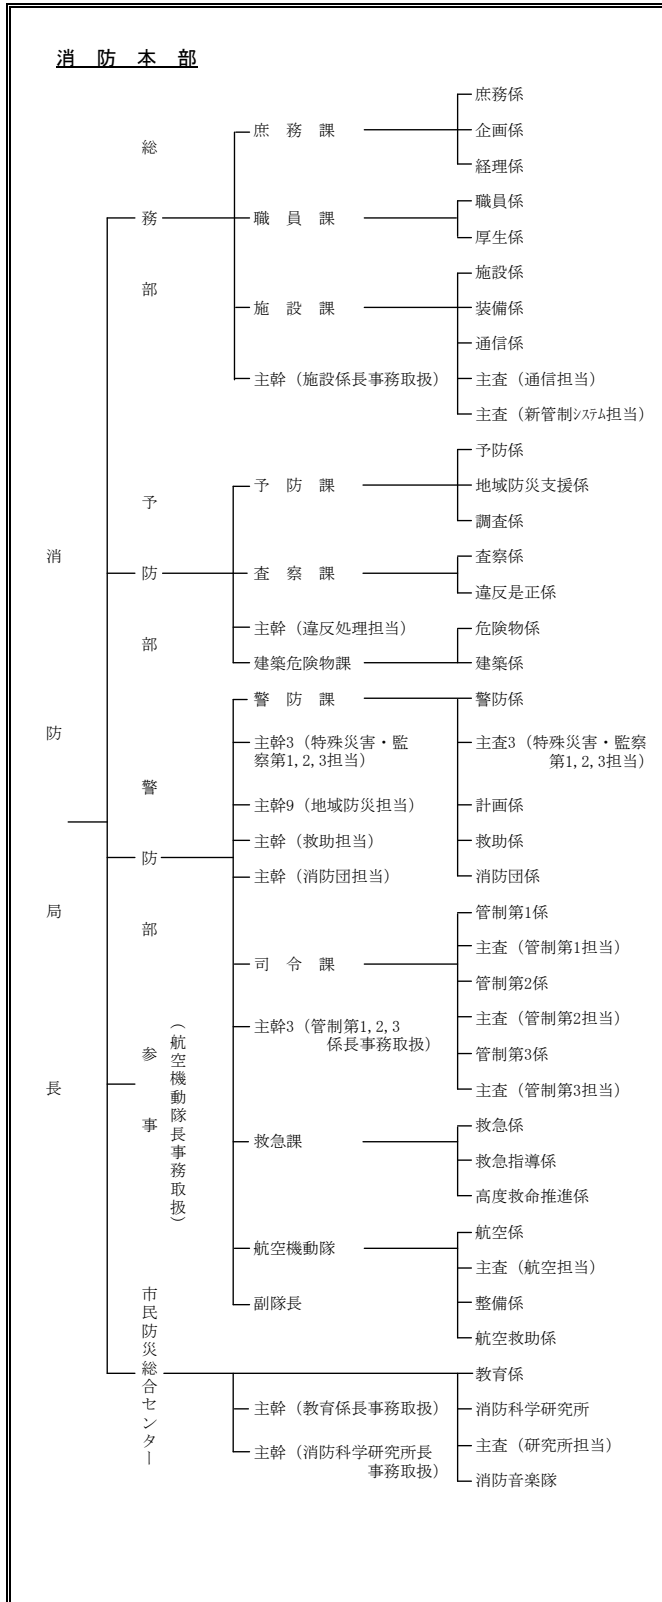 消防本部
消防局長
総務部
庶務課
庶務係
企画係
経理係
職員課
職員係
厚生係
施設課
施設係
装備係
通信係
主査（通信担当）
主査（新管制ｼｽﾃﾑ担当）
主幹（施設係長事務取扱）
予防部
予防課
予防係
地域防災支援係
調査係
査察課
査察係
違反是正係
主幹（違反処理担当）
建築危険物課
危険物係
建築係
警防部
警防課
警防係
主査3（特殊災害・監察
第1,2,3担当）
計画係
救助係
消防団係
主幹3（特殊災害・監
察第1,2,3担当）
主幹9（地域防災担当）
主幹（救助担当）
主幹（消防団担当）
司令課
管制第1係
主査（管制第1担当）
管制第2係
主査（管制第2担当）
管制第3係
主査（管制第3担当）
主幹3（管制第1,2,3
係長事務取扱）
救急課
救急係
救急指導係
高度救命推進係
航空機動隊
航空係
主査（航空担当）
整備係
航空救助係
副隊長
参事
（航空機動隊長事務取扱）
市民防災総合センター
教育係
消防科学研究所
主査（研究所担当）
消防音楽隊
主幹（教育係長事務取扱）
主幹（消防科学研究所長
事務取扱）